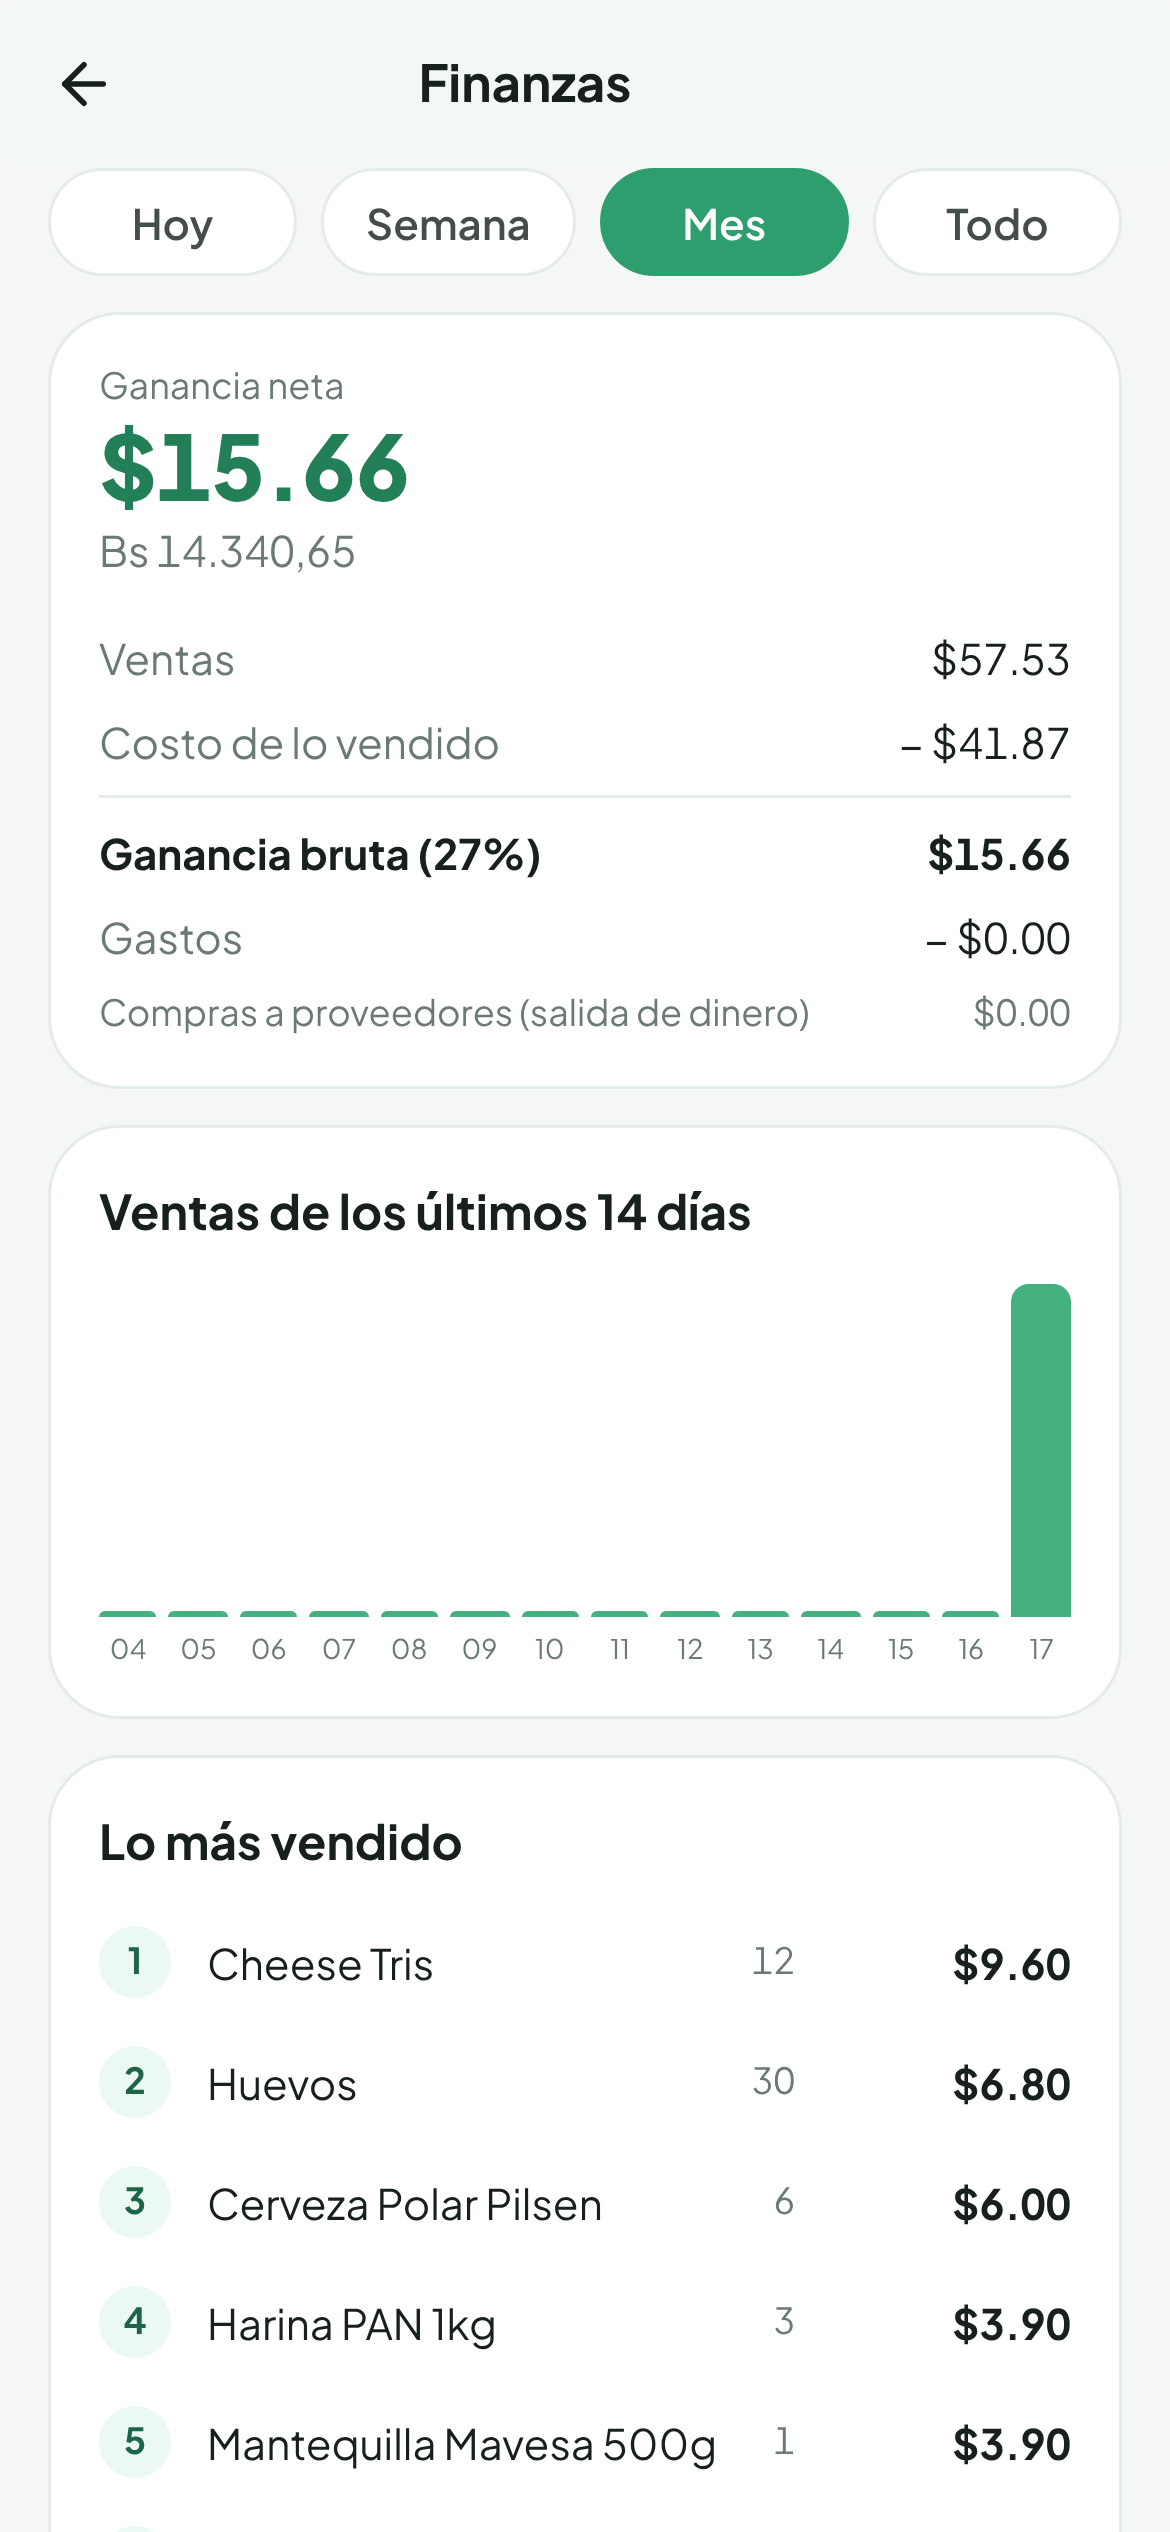 Finanzas
Hoy Semana Mes Todo
Ganancia neta
$15.66
Bs 14.340,65
Ventas $57.53
Costo de lo vendido – $41.87
Ganancia bruta (27%) $15.66
Gastos – $0.00
Compras a proveedores (salida de dinero) $0.00
Ventas de los últimos 14 días
04 05 06 07 08 09 10 11 12 13 14 15 16 17
Lo más vendido
1 Cheese Tris 12 $9.60
2 Huevos 30 $6.80
3 Cerveza Polar Pilsen 6 $6.00
4 Harina PAN 1kg 3 $3.90
5 Mantequilla Mavesa 500g 1 $3.90